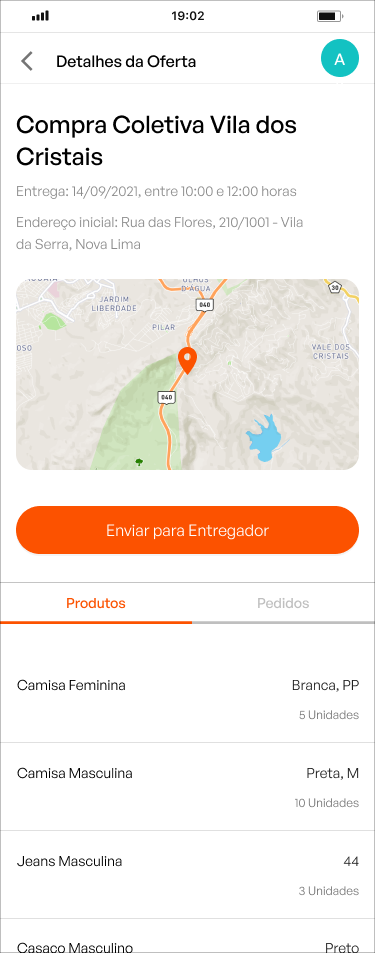 19:02
Detalhes da Oferta
A
Compra Coletiva Vila dos
Cristais
Entrega: 14/09/2021, entre 10:00 e 12:00 horas
Endereço inicial: Rua das Flores, 210/1001 - Vila
da Serra, Nova Lima
D'ÁGUA
30
JARDIM
LIBERDADE
040
PILAR
OSO
VALE DOS
CRISTAIS
040
Enviar para Entregador
Produtos
Pedidos
Camisa Feminina
Branca, PP
5 Unidades
Camisa Masculina
Preta, M
10 Unidades
Jeans Masculina
44
3 Unidades
Casaco Masculino
Preto